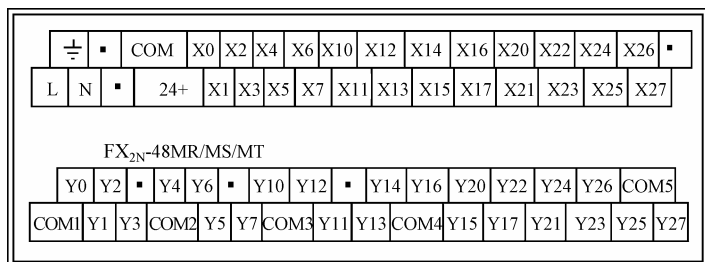 COM X0 X2 X4 X6 X10 X12 X14 X16 X20 X22 X24 X26
L N 24+ X1 X3 X5 X7 X11 X13 X15 X17 X21 X23 X25 X27
FX2N-48MR/MS/MT
Y0 Y2 Y4 Y6 Y10 Y12 Y14 Y16 Y20 Y22 Y24 Y26 COM5
COM1 Y1 Y3 COM2 Y5 Y7 COM3 Y11 Y13 COM4 Y15 Y17 Y21 Y23 Y25 Y27